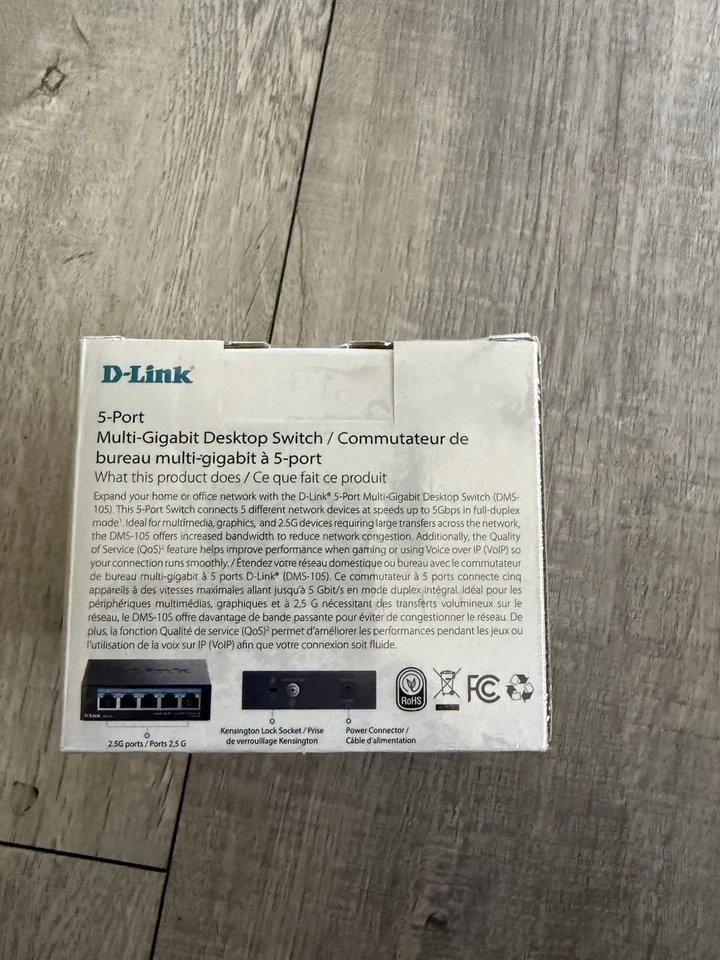 D-Link®
5-Port
Multi-Gigabit Desktop Switch / Commutateur de
bureau multi-gigabit à 5-port
What this product does / Ce que fait ce produit
Expand your home or office network with the D-Link® 5-Port Multi-Gigabit Desktop Switch (DMS-
105). This 5-Port Switch connects 5 different network devices at speeds up to 5Gbps in full-duplex
mode¹. Ideal for multimedia, graphics, and 2.5G devices requiring large transfers across the network,
the DMS-105 offers increased bandwidth to reduce network congestion. Additionally, the Quality
of Service (QoS)² feature helps improve performance when gaming or using Voice over IP (VoIP) so
your connection runs smoothly. / Étendez votre réseau domestique ou bureau avec le commutateur
de bureau multi-gigabit à 5 ports D-Link® (DMS-105). Ce commutateur à 5 ports connecte cinq
appareils à des vitesses maximales allant jusqu'à 5 Gbit/s en mode duplex intégral. Idéal pour les
périphériques multimédias, graphiques et à 2,5 G nécessitant des transferts volumineux sur le
réseau, le DMS-105 offre davantage de bande passante pour éviter de congestionner le réseau. De
plus, la fonction Qualité de service (QoS)² permet d'améliorer les performances pendant les jeux ou
l'utilisation de la voix sur IP (VoIP) afin que votre connexion soit fluide.
D-Link
2.5G ports / Ports 2,5 G
Kensington Lock Socket / Prise
de verrouillage Kensington
Power Connector /
Câble d'alimentation
RoHS
FC